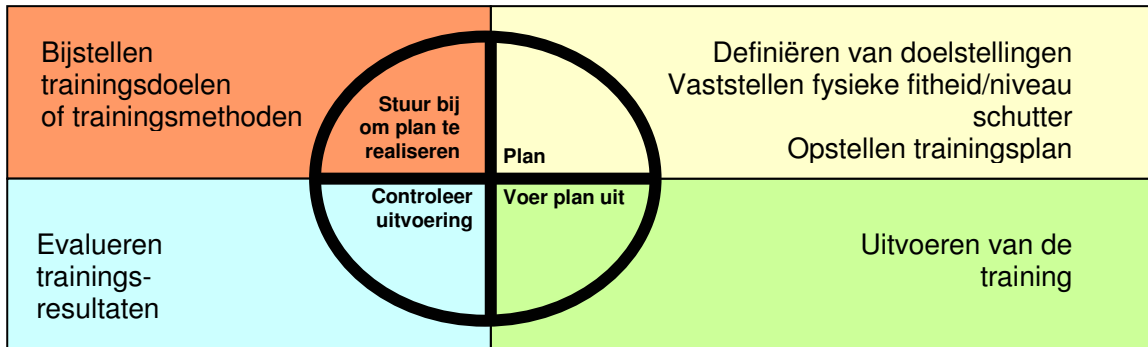 Bijstellen
trainingsdoelen
of trainingsmethoden
Stuur bij
om plan te
realiseren
Definiëren van doelstellingen
Vaststellen fysieke fitheid/niveau
schutter
Opstellen trainingsplan
Plan
Controleer
uitvoering
Voer plan uit
Evalueren
trainings-
resultaten
Uitvoeren van de
training